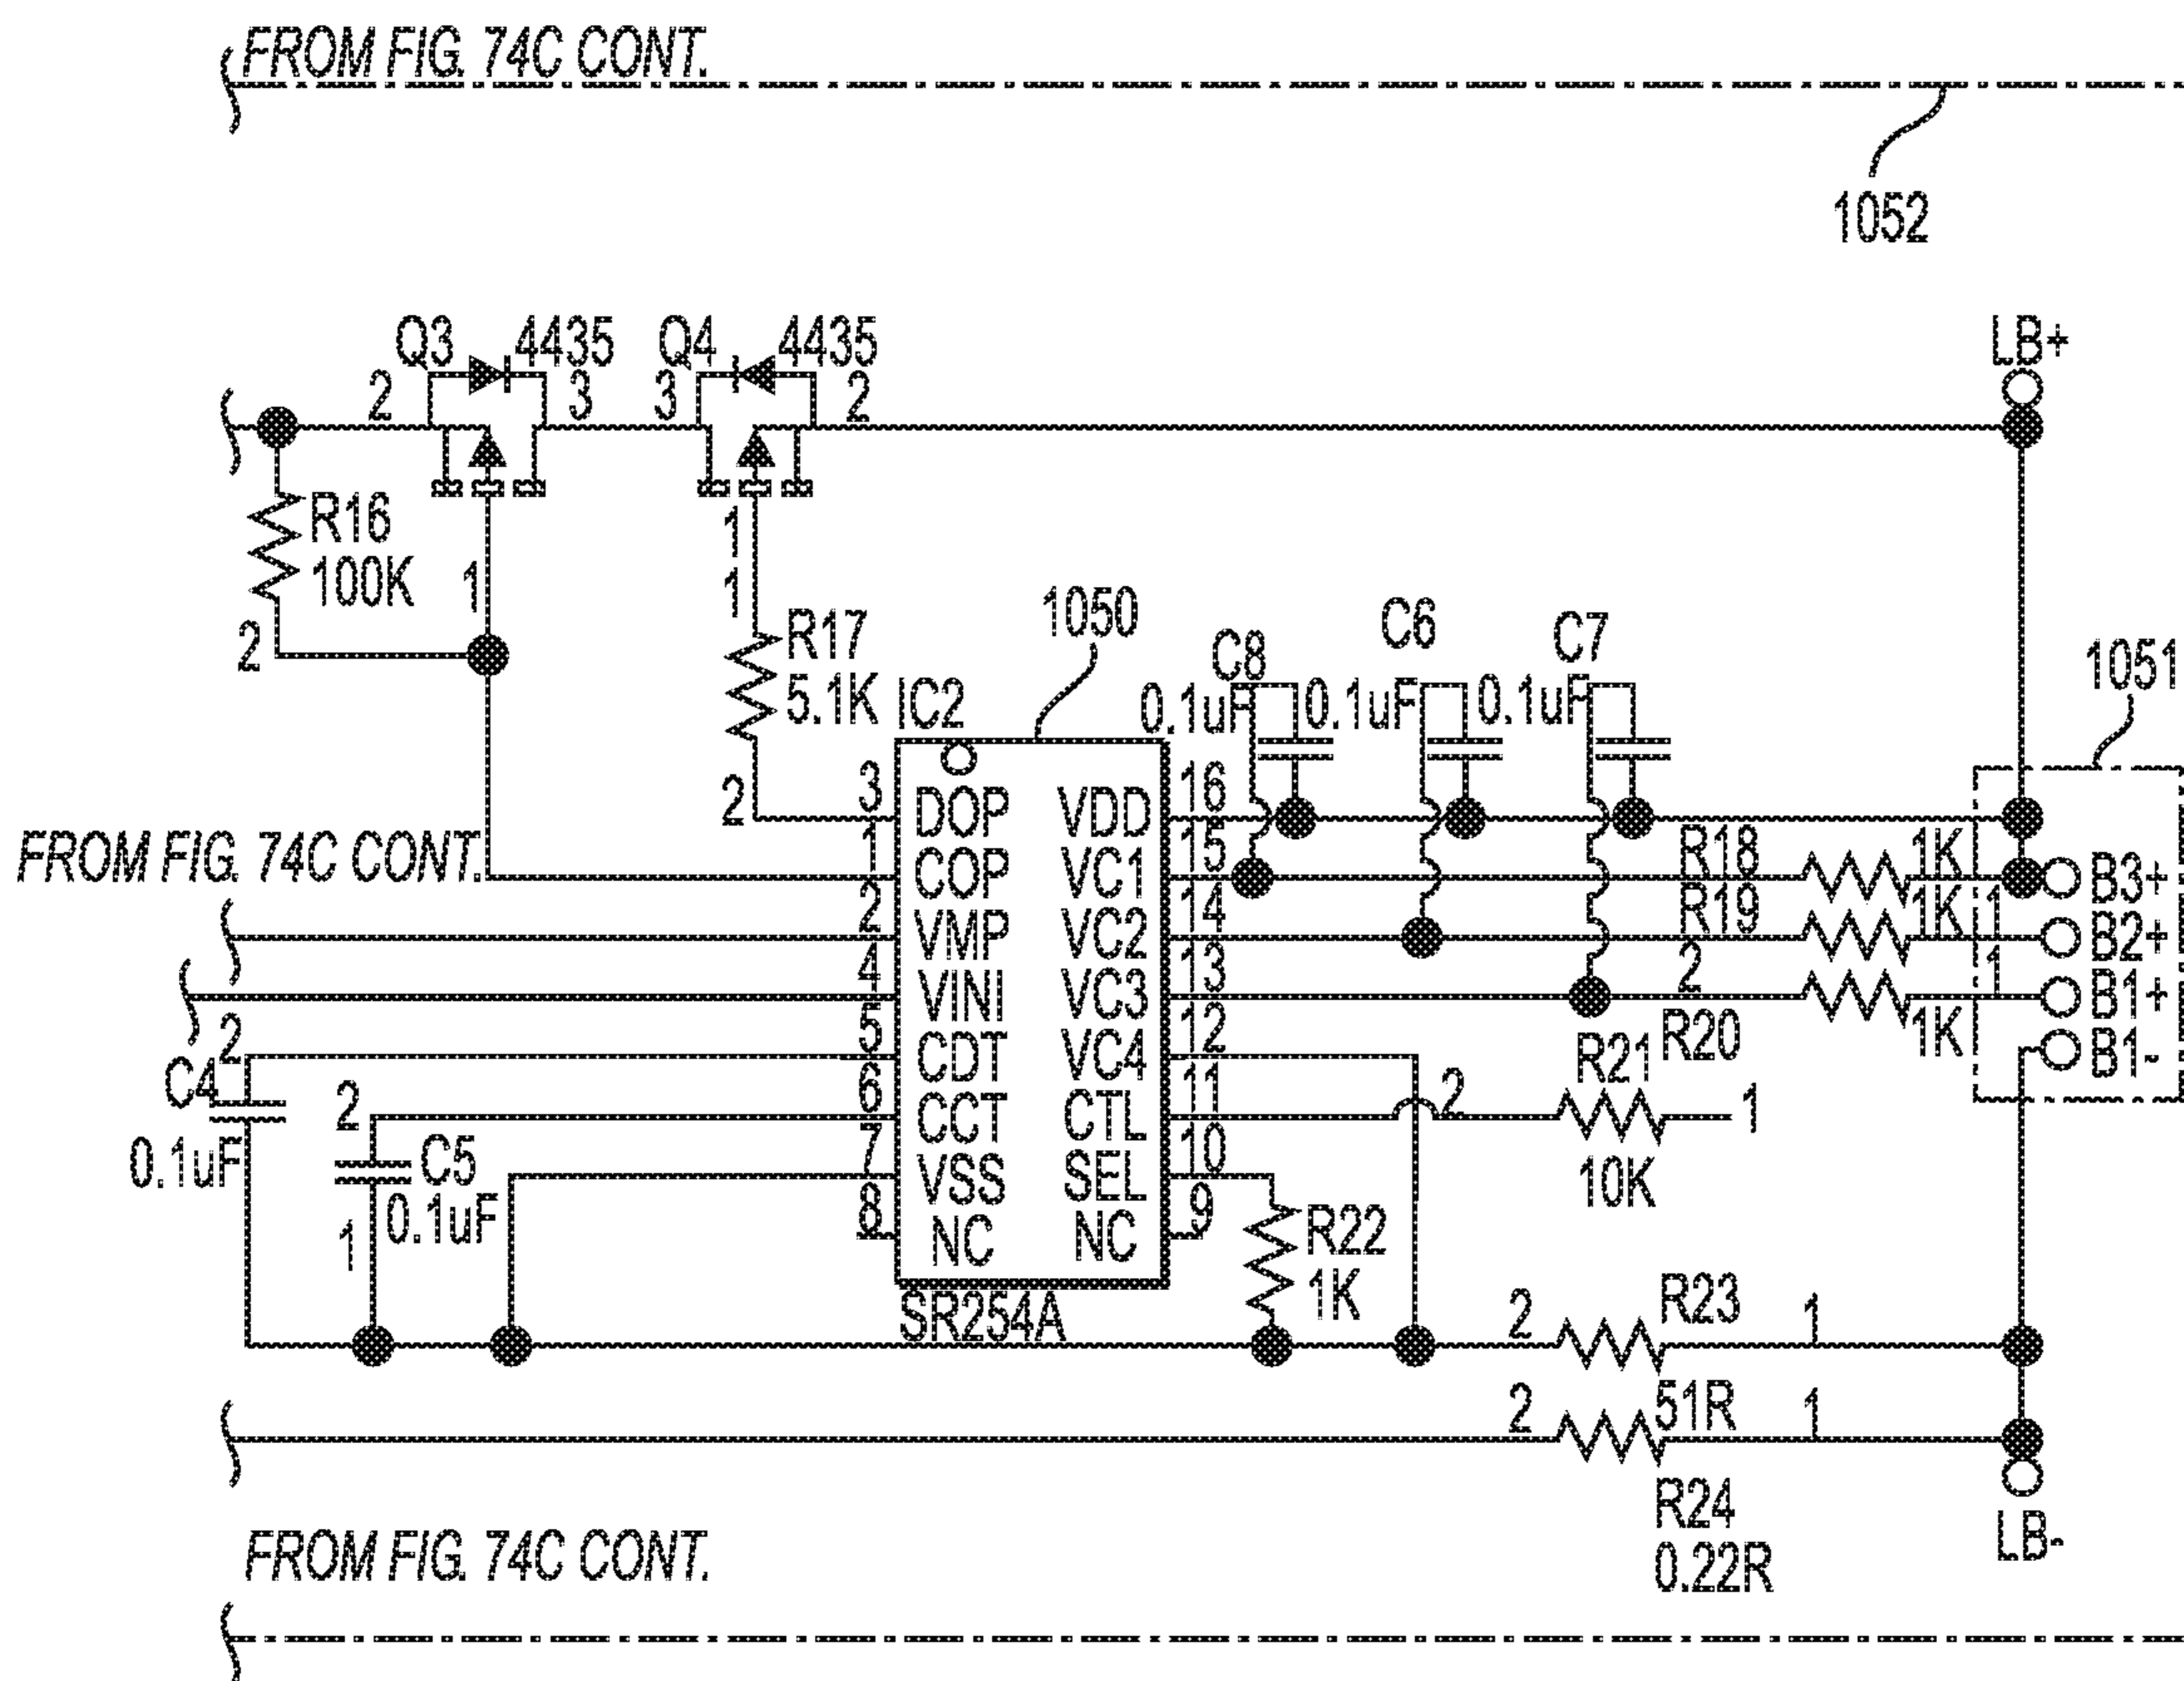 FROM FIG. 74C CONT.
1052
Q3 4435 Q4 4435
LB+
2 3 3 2
R16
100K
1
1
1
2
R17
5.1K
1050
C8
0.1uF
C6
0.1uF
C7
0.1uF
1051
IC2
2
3 DOP VDD 16
FROM FIG. 74C CONT.
1 COP VC1 15 R18 1K B3+
2 VMP VC2 14 R19 1K 1 B2+
4 VINI VC3 13 2 1 B1+
R20 1K
5 CDT VC4 12 B1-
2
C4
0.1uF
6 CCT CTL 11 2 R21 1
10K
2
C5
0.1uF
1
7 VSS SEL 10
8 NC NC 9
R22
1K
SR254A
2 R23 1
51R
2 1
R24
0.22R
LB-
FROM FIG. 74C CONT.